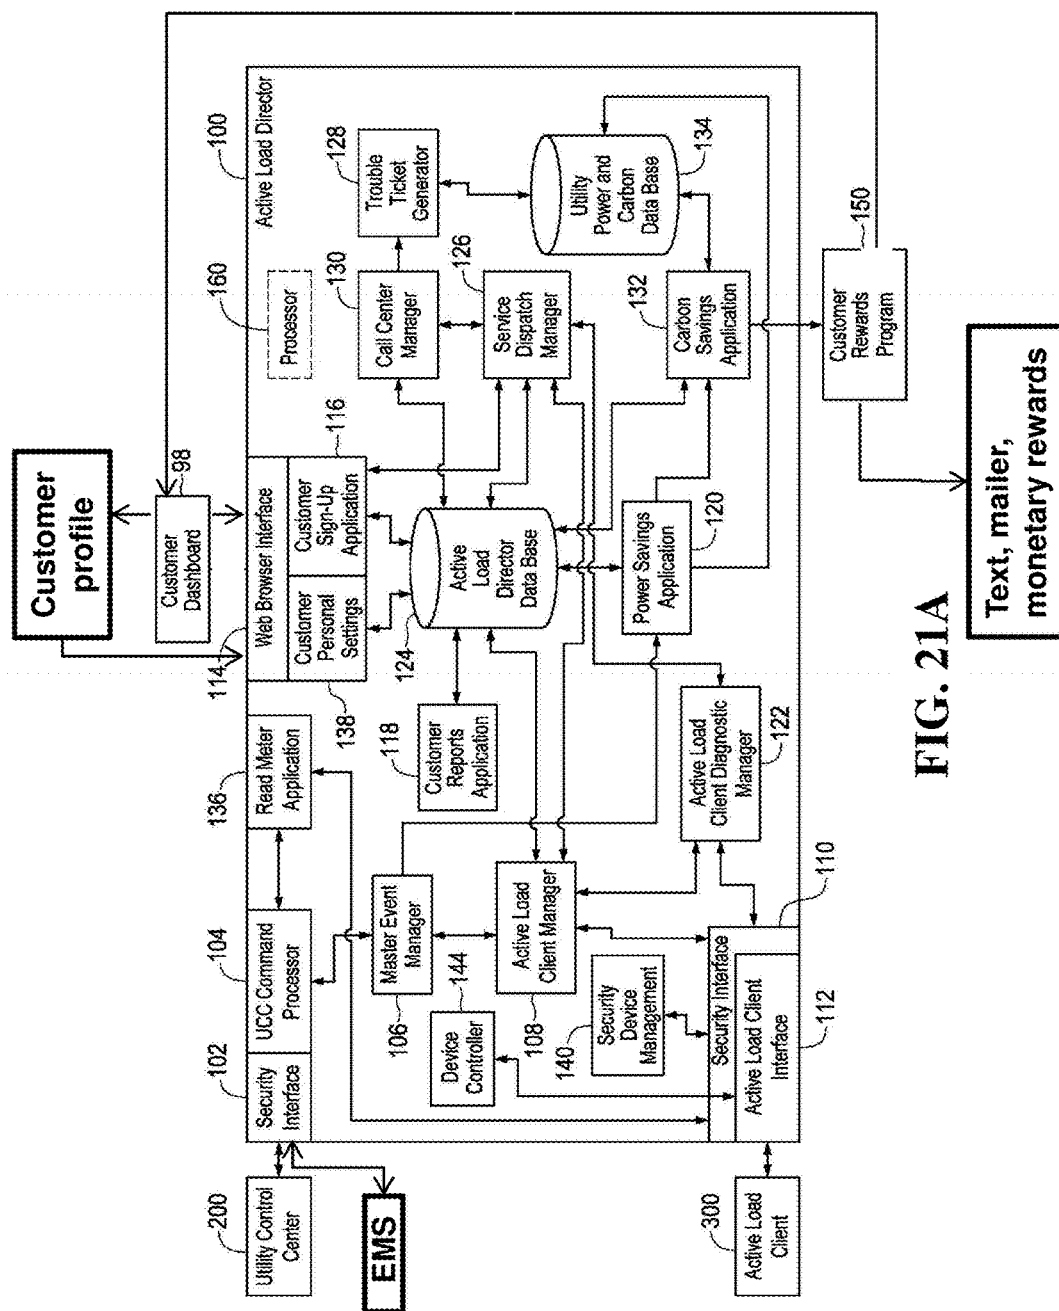 Customer
profile
98
Customer
Dashboard
100
Active Load Director
200
Utility Control
Center
EMS
102
Security
Interface
104
UCC Command
Processor
136
Read Meter
Application
114
Web Browser Interface
Customer
Personal
Settings
138
Customer
Sign-Up
Application
116
160
Processor
106
Master Event
Manager
144
Device
Controller
118
Customer
Reports
Application
124
Active
Load
Director
Data Base
130
Call Center
Manager
128
Trouble
Ticket
Generator
126
Service
Dispatch
Manager
134
Utility
Power and
Carbon
Data Base
108
Active Load
Client Manager
140
Security
Device
Management
120
Power Savings
Application
132
Carbon
Savings
Application
122
Active Load
Client Diagnostic
Manager
110
Security Interface
112
Active Load Client
Interface
300
Active Load
Client
150
Customer
Rewards
Program
Text, mailer,
monetary rewards
FIG. 21A